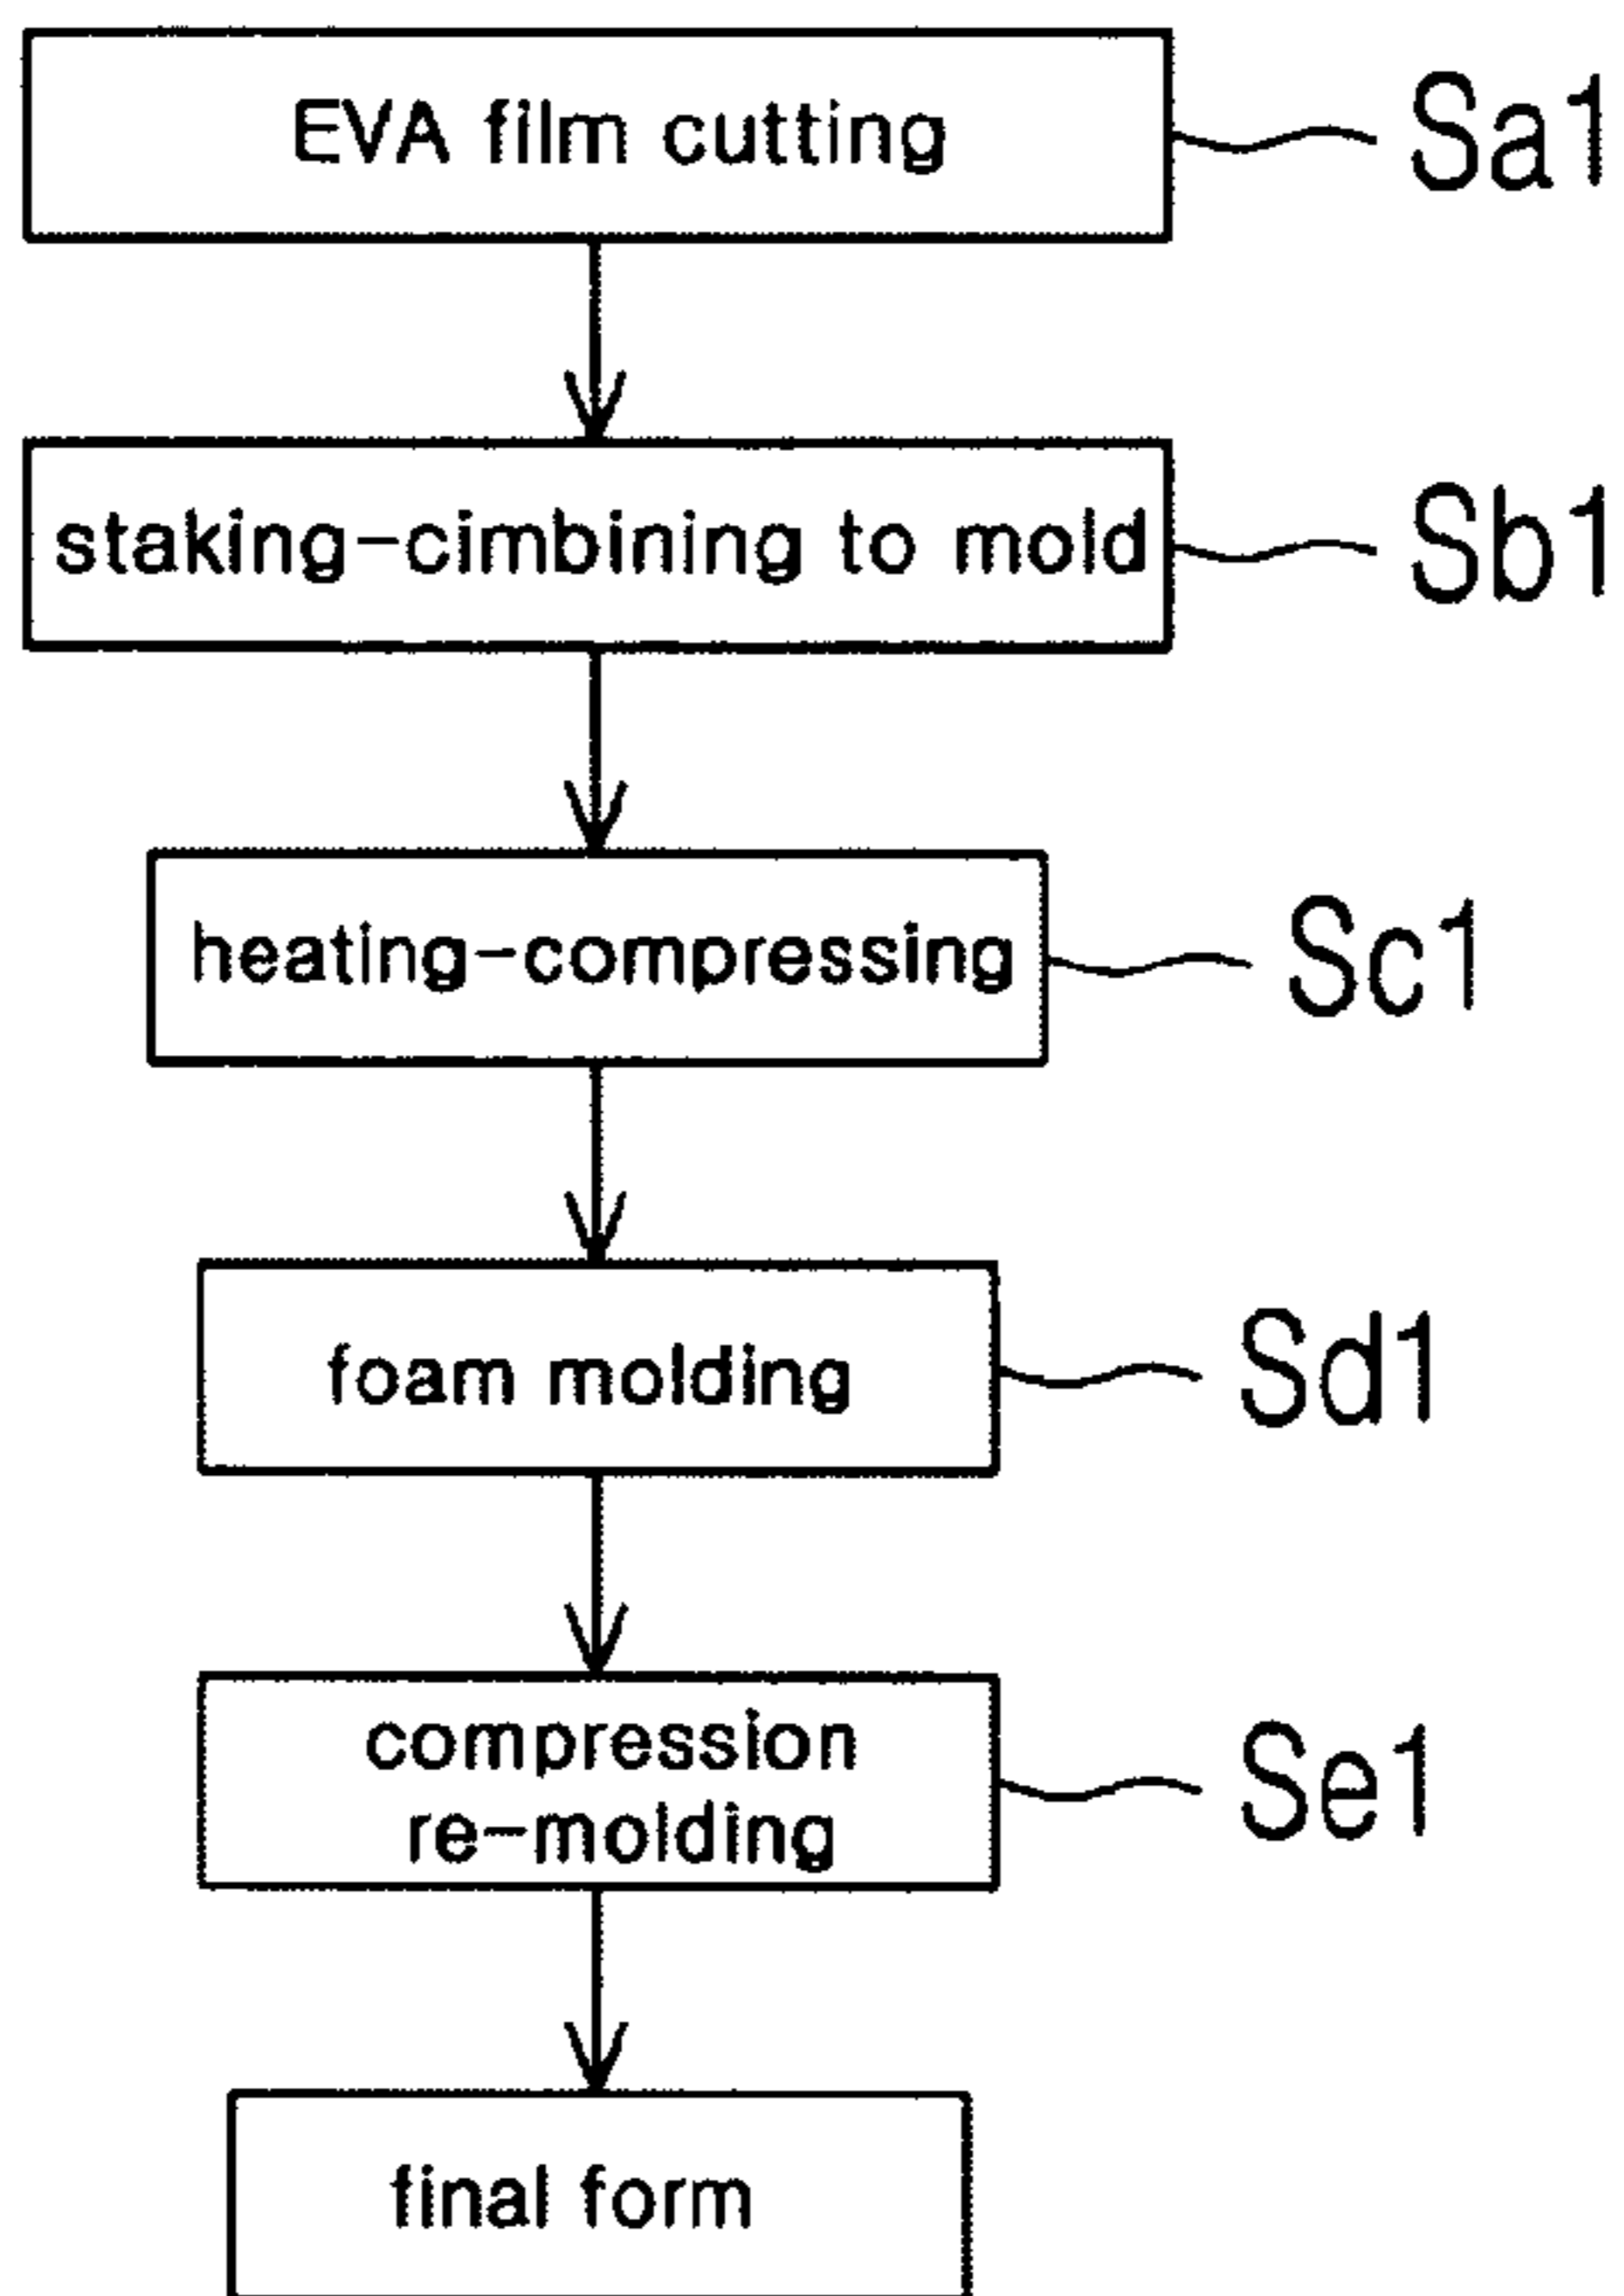 EVA film cutting
Sa1
staking-cimbining to mold
Sb1
heating-compressing
Sc1
foam molding
Sd1
compression
re-molding
Se1
final form